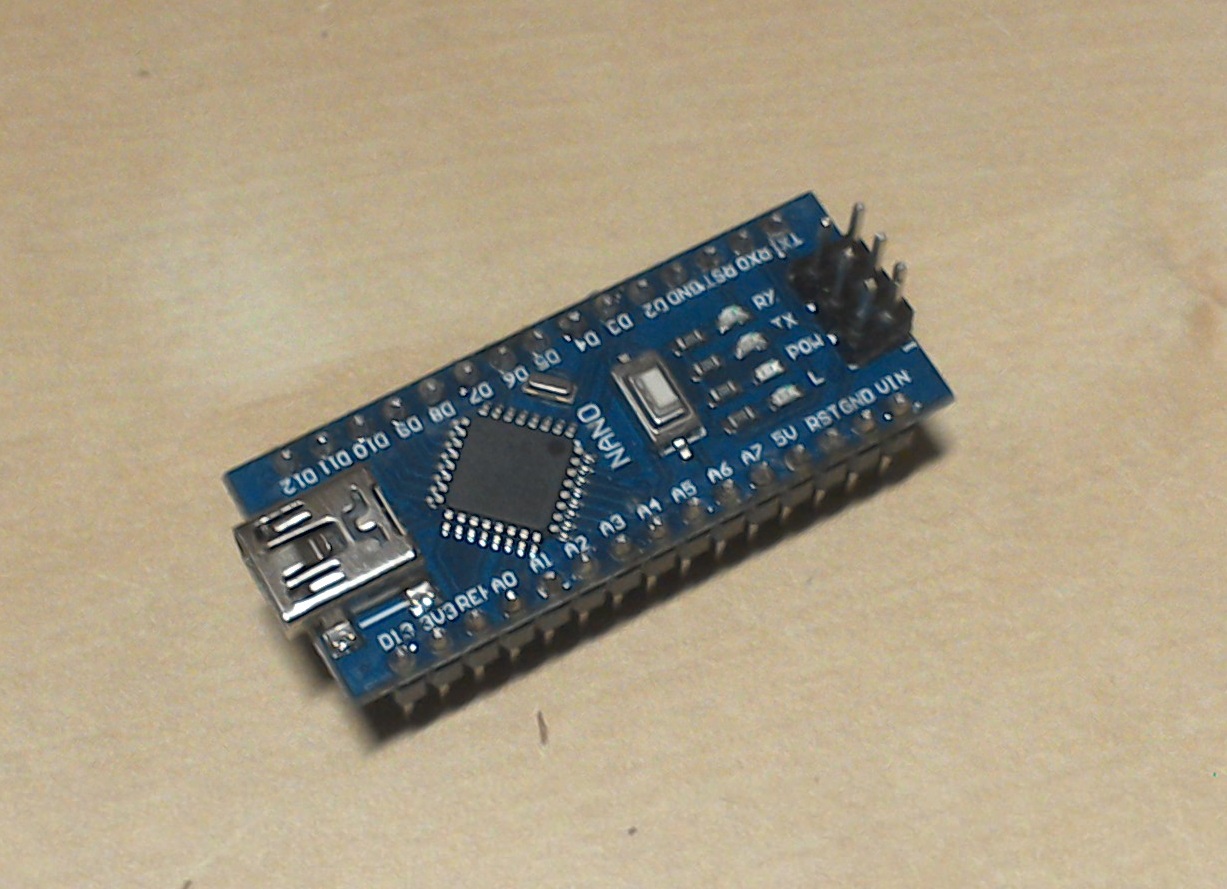 TX1 RX0 RST GND D2 D3 D4 D5 D6 D7 D8 D9 D10 D11 D12
RX
TX
POW
L
NANO
D13 3V3 REF A0 A1 A2 A3 A4 A5 A6 A7 5V RST GND VIN